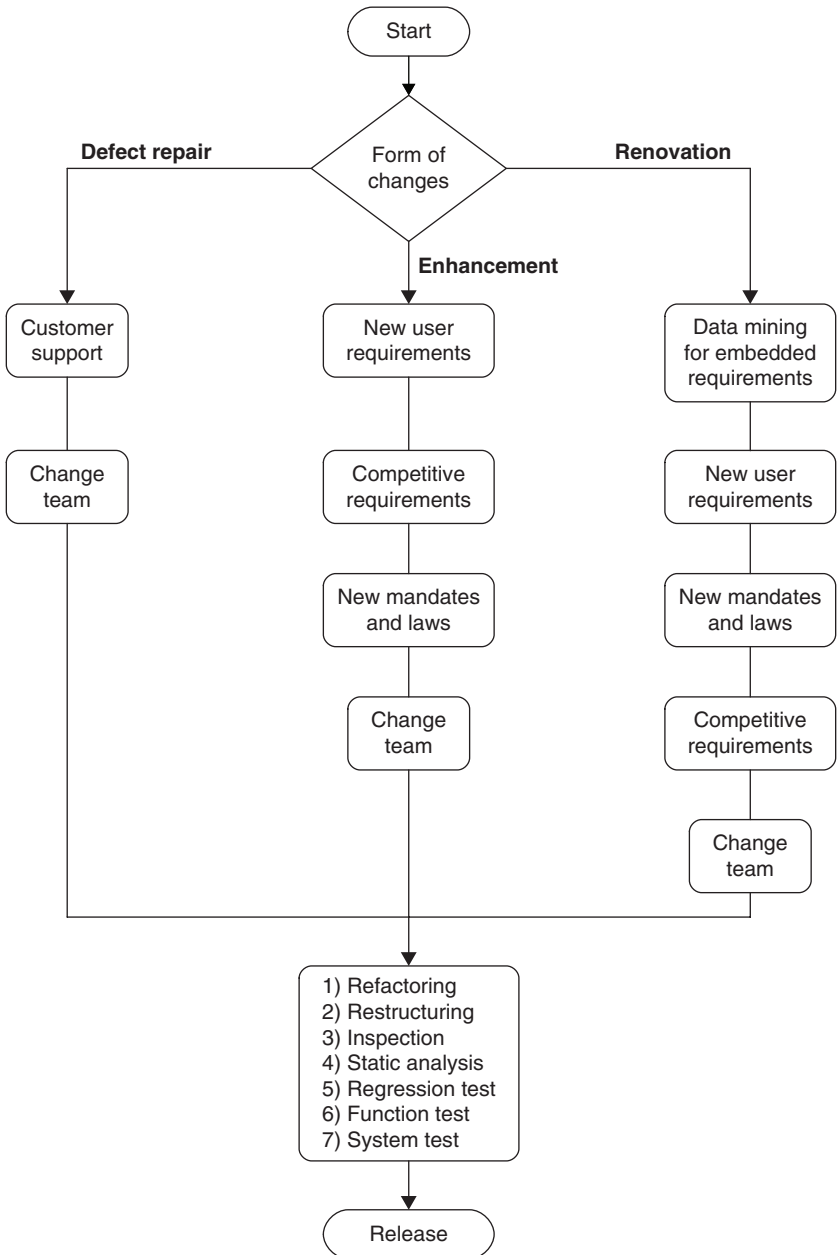 Start
Form of
changes
Defect repair
Renovation
Enhancement
Customer
support
Change
team
New user
requirements
Competitive
requirements
New mandates
and laws
Change
team
Data mining
for embedded
requirements
New user
requirements
New mandates
and laws
Competitive
requirements
Change
team
1) Refactoring
2) Restructuring
3) Inspection
4) Static analysis
5) Regression test
6) Function test
7) System test
Release